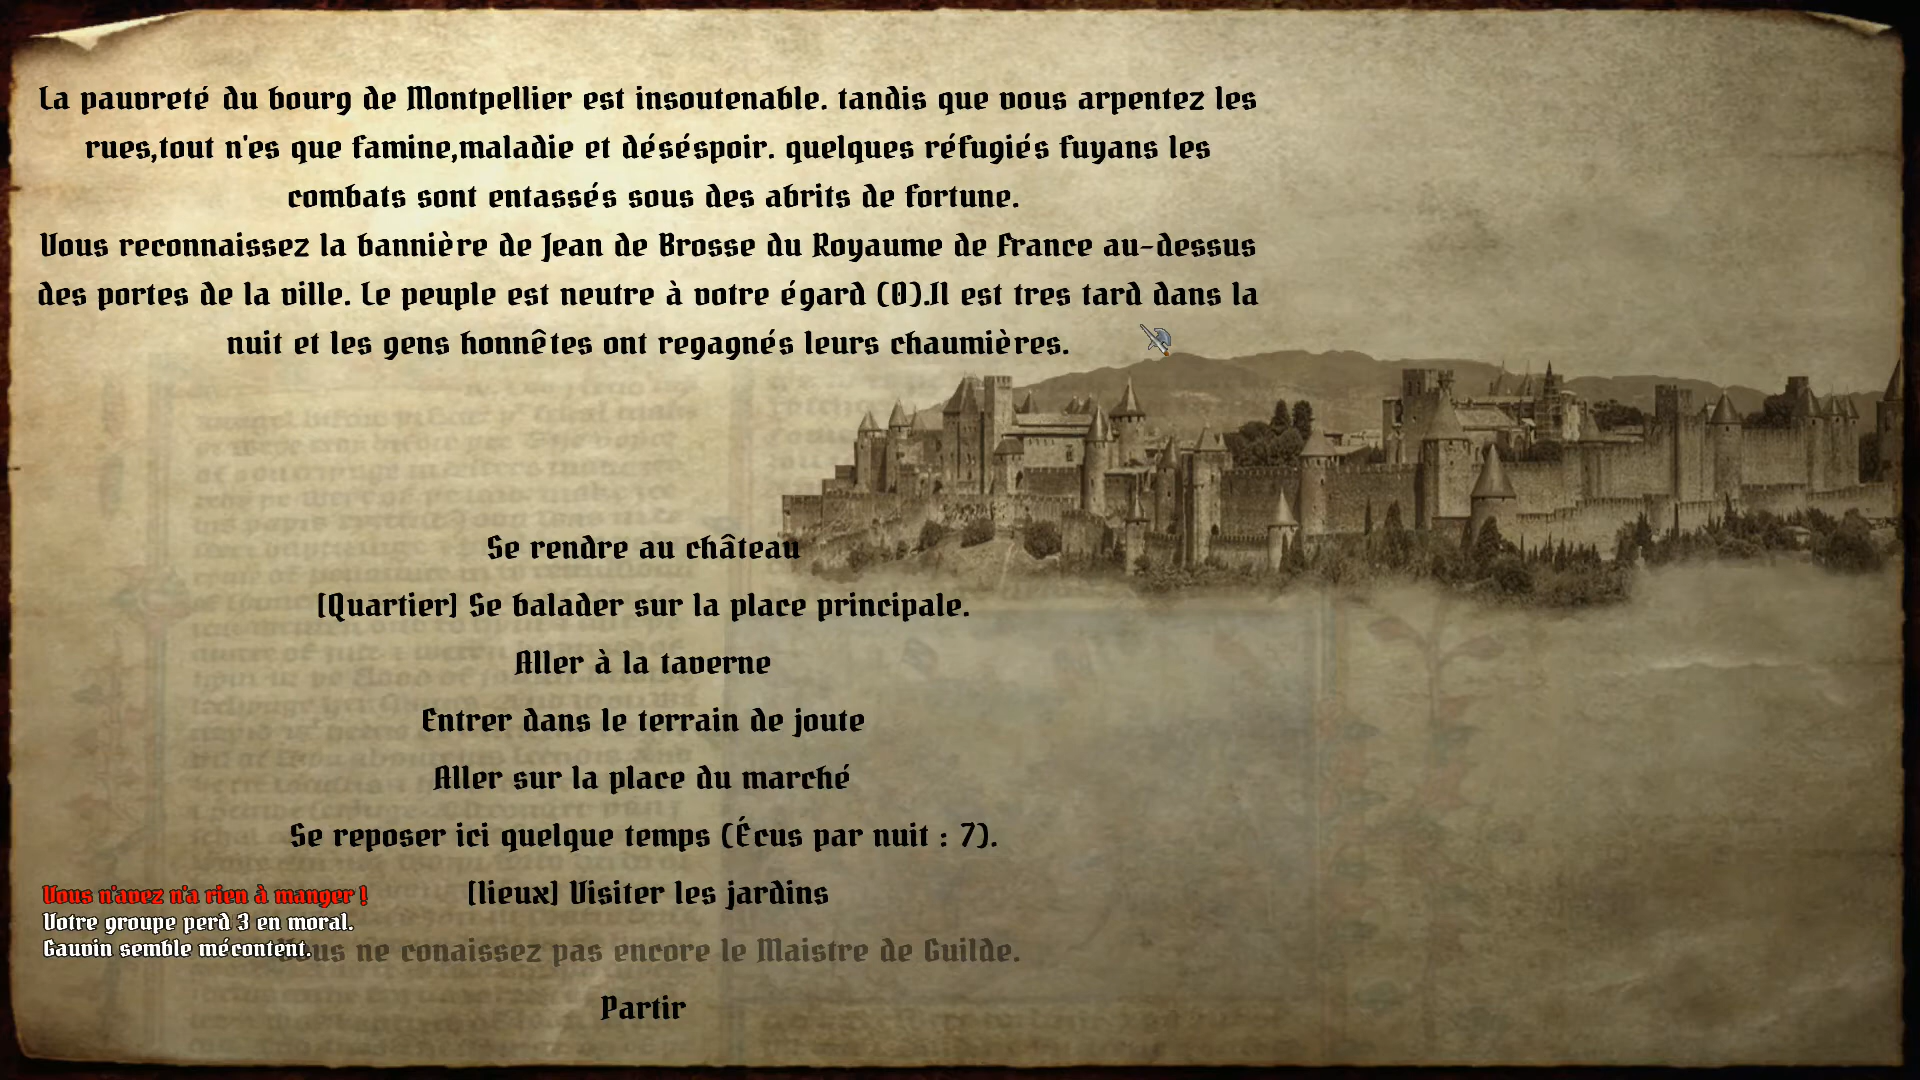 La pauvreté du bourg de Montpellier est insoutenable. tandis que vous arpentez les
rues,tout n'es que famine,maladie et déséspoir. quelques réfugiés fuyans les
combats sont entassés sous des abrits de fortune.
Vous reconnaissez la bannière de Jean de Brosse du Royaume de France au-dessus
des portes de la ville. Le peuple est neutre à votre égard (0).Il est tres tard dans la
nuit et les gens honnêtes ont regagnés leurs chaumières.
Se rendre au château
[Quartier] Se balader sur la place principale.
Aller à la taverne
Entrer dans le terrain de joute
Aller sur la place du marché
Se reposer ici quelque temps (Écus par nuit : 7).
[lieux] Visiter les jardins
Vous ne conaissez pas encore le Maistre de Guilde.
Partir
Vous n'avez n'a rien à manger !
Votre groupe perd 3 en moral.
Gauvin semble mécontent.